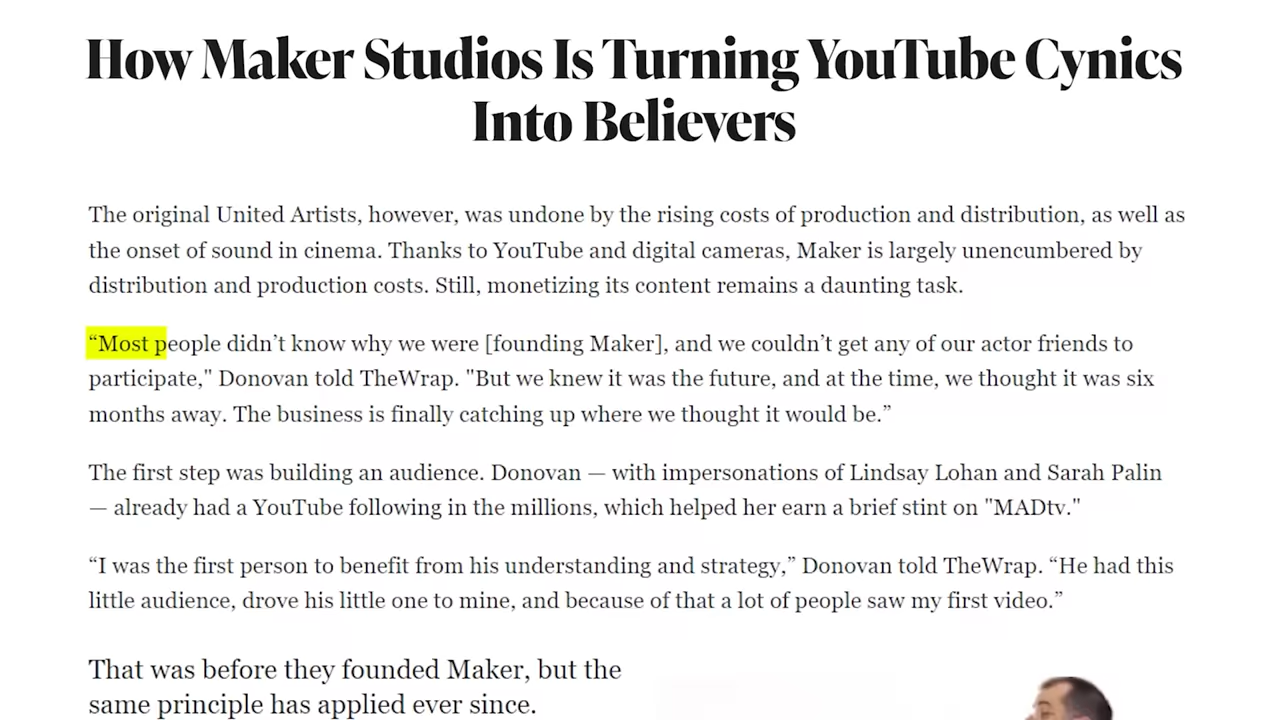 How Maker Studios Is Turning YouTube Cynics
Into Believers
The original United Artists, however, was undone by the rising costs of production and distribution, as well as
the onset of sound in cinema. Thanks to YouTube and digital cameras, Maker is largely unencumbered by
distribution and production costs. Still, monetizing its content remains a daunting task.
“Most people didn’t know why we were [founding Maker], and we couldn’t get any of our actor friends to
participate," Donovan told TheWrap. "But we knew it was the future, and at the time, we thought it was six
months away. The business is finally catching up where we thought it would be.”
The first step was building an audience. Donovan — with impersonations of Lindsay Lohan and Sarah Palin
— already had a YouTube following in the millions, which helped her earn a brief stint on "MADtv."
“I was the first person to benefit from his understanding and strategy,” Donovan told TheWrap. “He had this
little audience, drove his little one to mine, and because of that a lot of people saw my first video.”
That was before they founded Maker, but the
same principle has applied ever since.